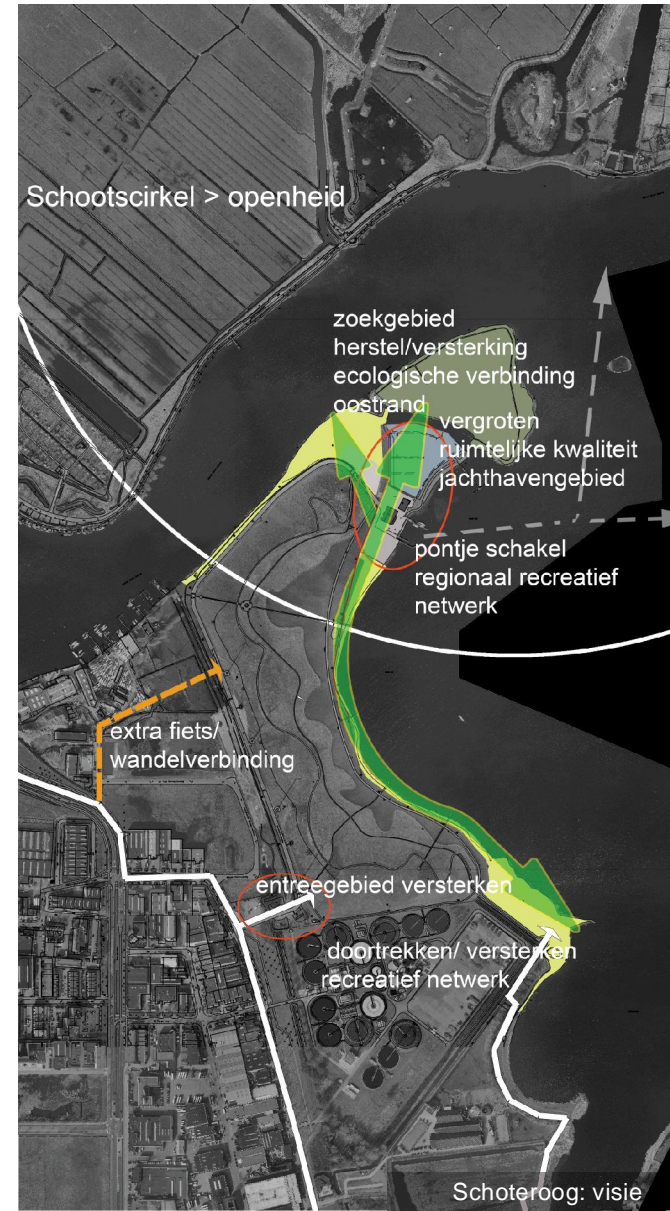 Schootscirkel > openheid
zoekgebied
herstel/versterking
ecologische verbinding
oostrand
vergroten
ruimtelijke kwaliteit
jachthavengebied
pontje schakel
regionaal recreatief
netwerk
extra fiets/
wandelverbinding
entreegebied versterken
doortrekken/ versterken
recreatief netwerk
Schoteroog: visie